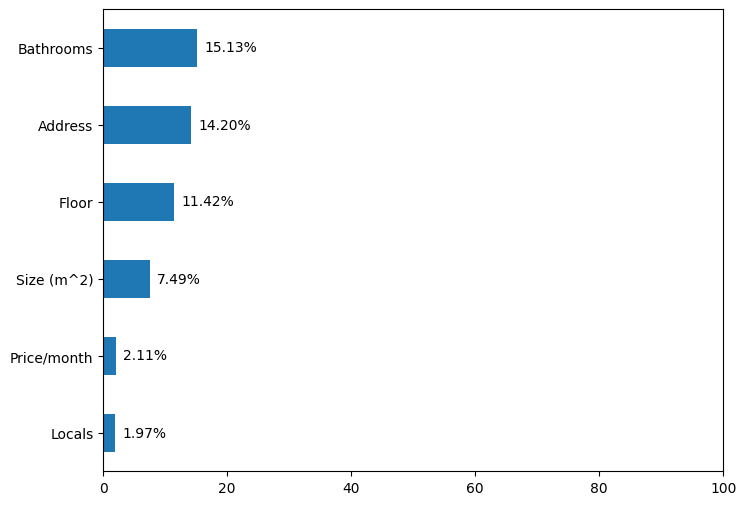 Bathrooms 15.13%
Address 14.20%
Floor 11.42%
Size (m^2) 7.49%
Price/month 2.11%
Locals 1.97%
0 20 40 60 80 100